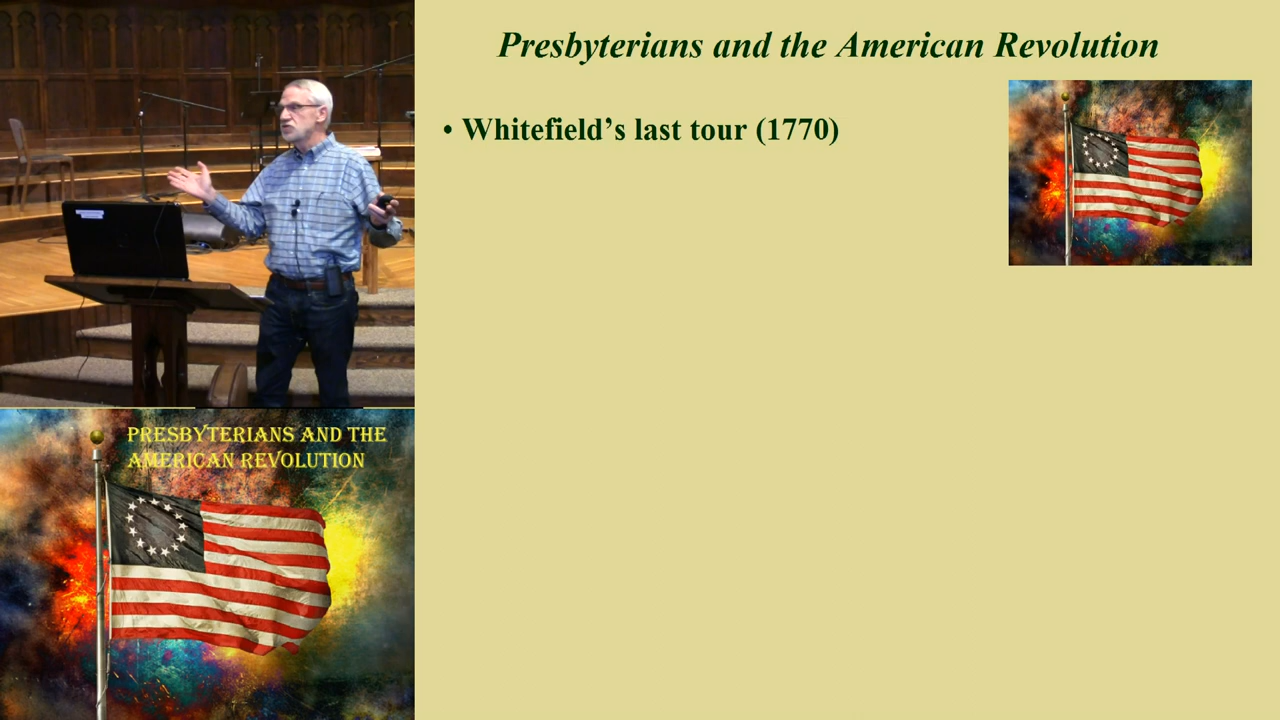 Presbyterians and the American Revolution
• Whitefield’s last tour (1770)
PRESBYTERIANS AND THE
AMERICAN REVOLUTION